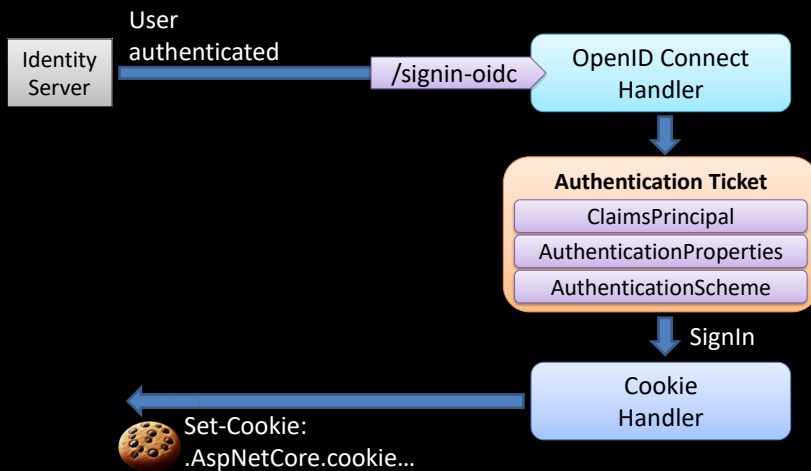 User
authenticated
Identity
Server
/signin-oidc
OpenID Connect
Handler
Authentication Ticket
ClaimsPrincipal
AuthenticationProperties
AuthenticationScheme
SignIn
Cookie
Handler
Set-Cookie:
.AspNetCore.cookie…